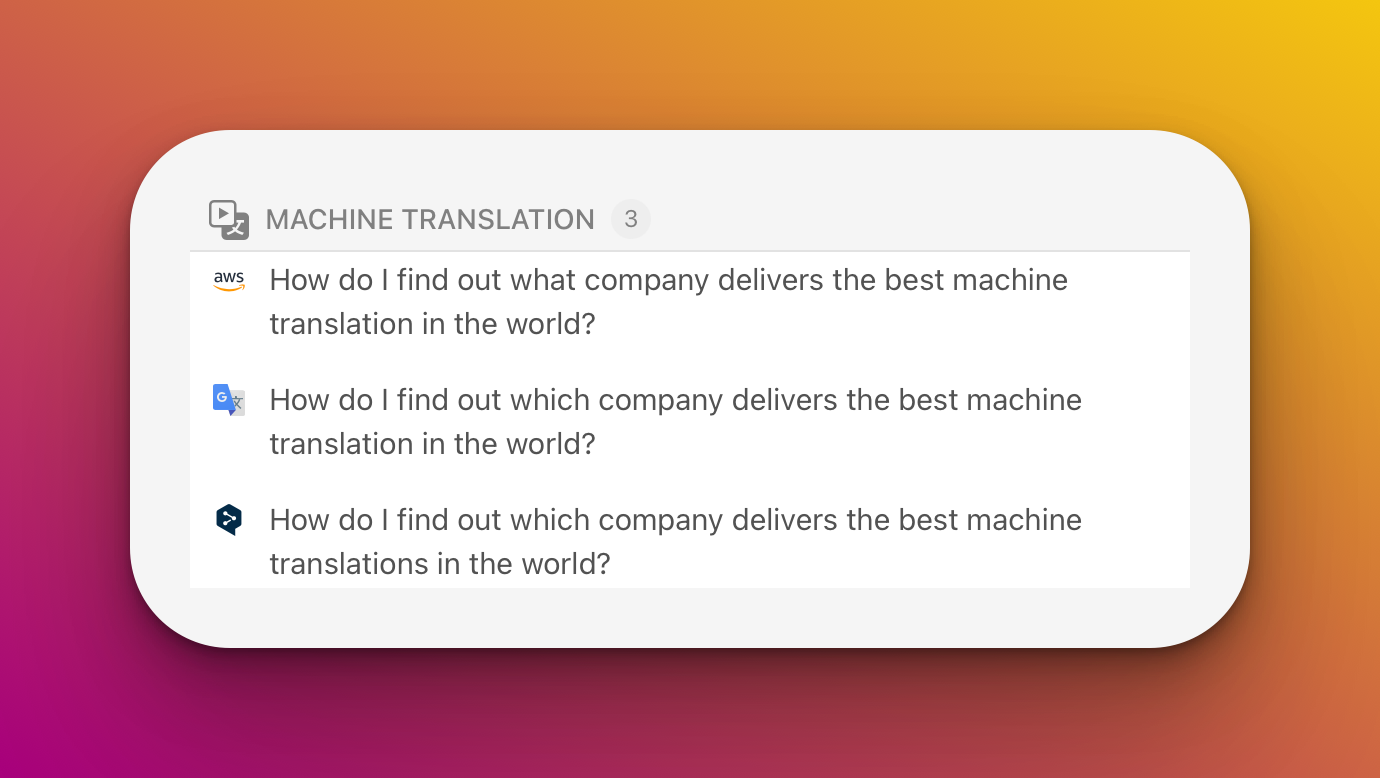 MACHINE TRANSLATION 3
aws How do I find out what company delivers the best machine
translation in the world?
G 文 How do I find out which company delivers the best machine
translation in the world?
How do I find out which company delivers the best machine
translations in the world?